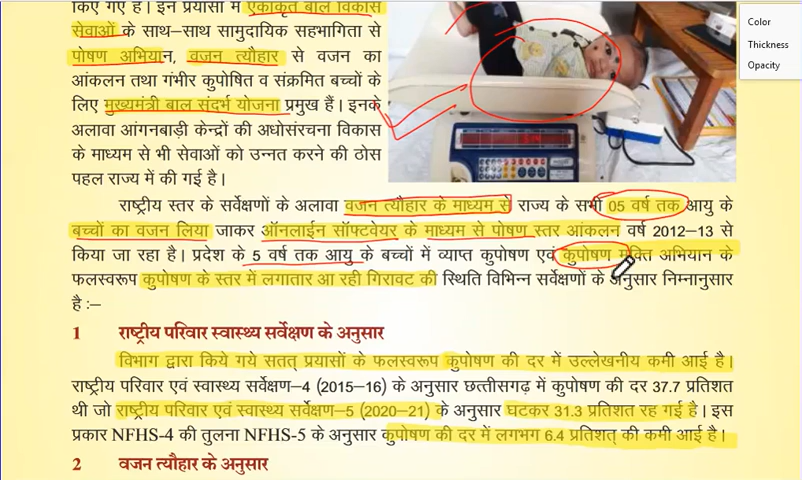 किए गए हैं। इन प्रयासों में एकीकृत बाल विकास
सेवाओं के साथ–साथ सामुदायिक सहभागिता से
पोषण अभियान, वजन त्यौहार से वजन का
आंकलन तथा गंभीर कुपोषित व संक्रमित बच्चों के
लिए मुख्यमंत्री बाल संदर्भ योजना प्रमुख हैं। इनके
अलावा आंगनबाड़ी केन्द्रों की अधोसंरचना विकास
के माध्यम से भी सेवाओं को उन्नत करने की ठोस
पहल राज्य में की गई है।
राष्ट्रीय स्तर के सर्वेक्षणों के अलावा वजन त्यौहार के माध्यम से राज्य के सभी 05 वर्ष तक आयु के
बच्चों का वजन लिया जाकर ऑनलाईन सॉफ्टवेयर के माध्यम से पोषण स्तर आंकलन वर्ष 2012–13 से
किया जा रहा है। प्रदेश के 5 वर्ष तक आयु के बच्चों में व्याप्त कुपोषण एवं कुपोषण मुक्ति अभियान के
फलस्वरूप कुपोषण के स्तर में लगातार आ रही गिरावट की स्थिति विभिन्न सर्वेक्षणों के अनुसार निम्नानुसार
है :–
1 राष्ट्रीय परिवार स्वास्थ्य सर्वेक्षण के अनुसार
विभाग द्वारा किये गये सतत् प्रयासों के फलस्वरूप कुपोषण की दर में उल्लेखनीय कमी आई है।
राष्ट्रीय परिवार एवं स्वास्थ्य सर्वेक्षण–4 (2015–16) के अनुसार छत्तीसगढ़ में कुपोषण की दर 37.7 प्रतिशत
थी जो राष्ट्रीय परिवार एवं स्वास्थ्य सर्वेक्षण–5 (2020–21) के अनुसार घटकर 31.3 प्रतिशत रह गई है। इस
प्रकार NFHS-4 की तुलना NFHS-5 के अनुसार कुपोषण की दर में लगभग 6.4 प्रतिशत् की कमी आई है।
2 वजन त्यौहार के अनुसार
Color
Thickness
Opacity